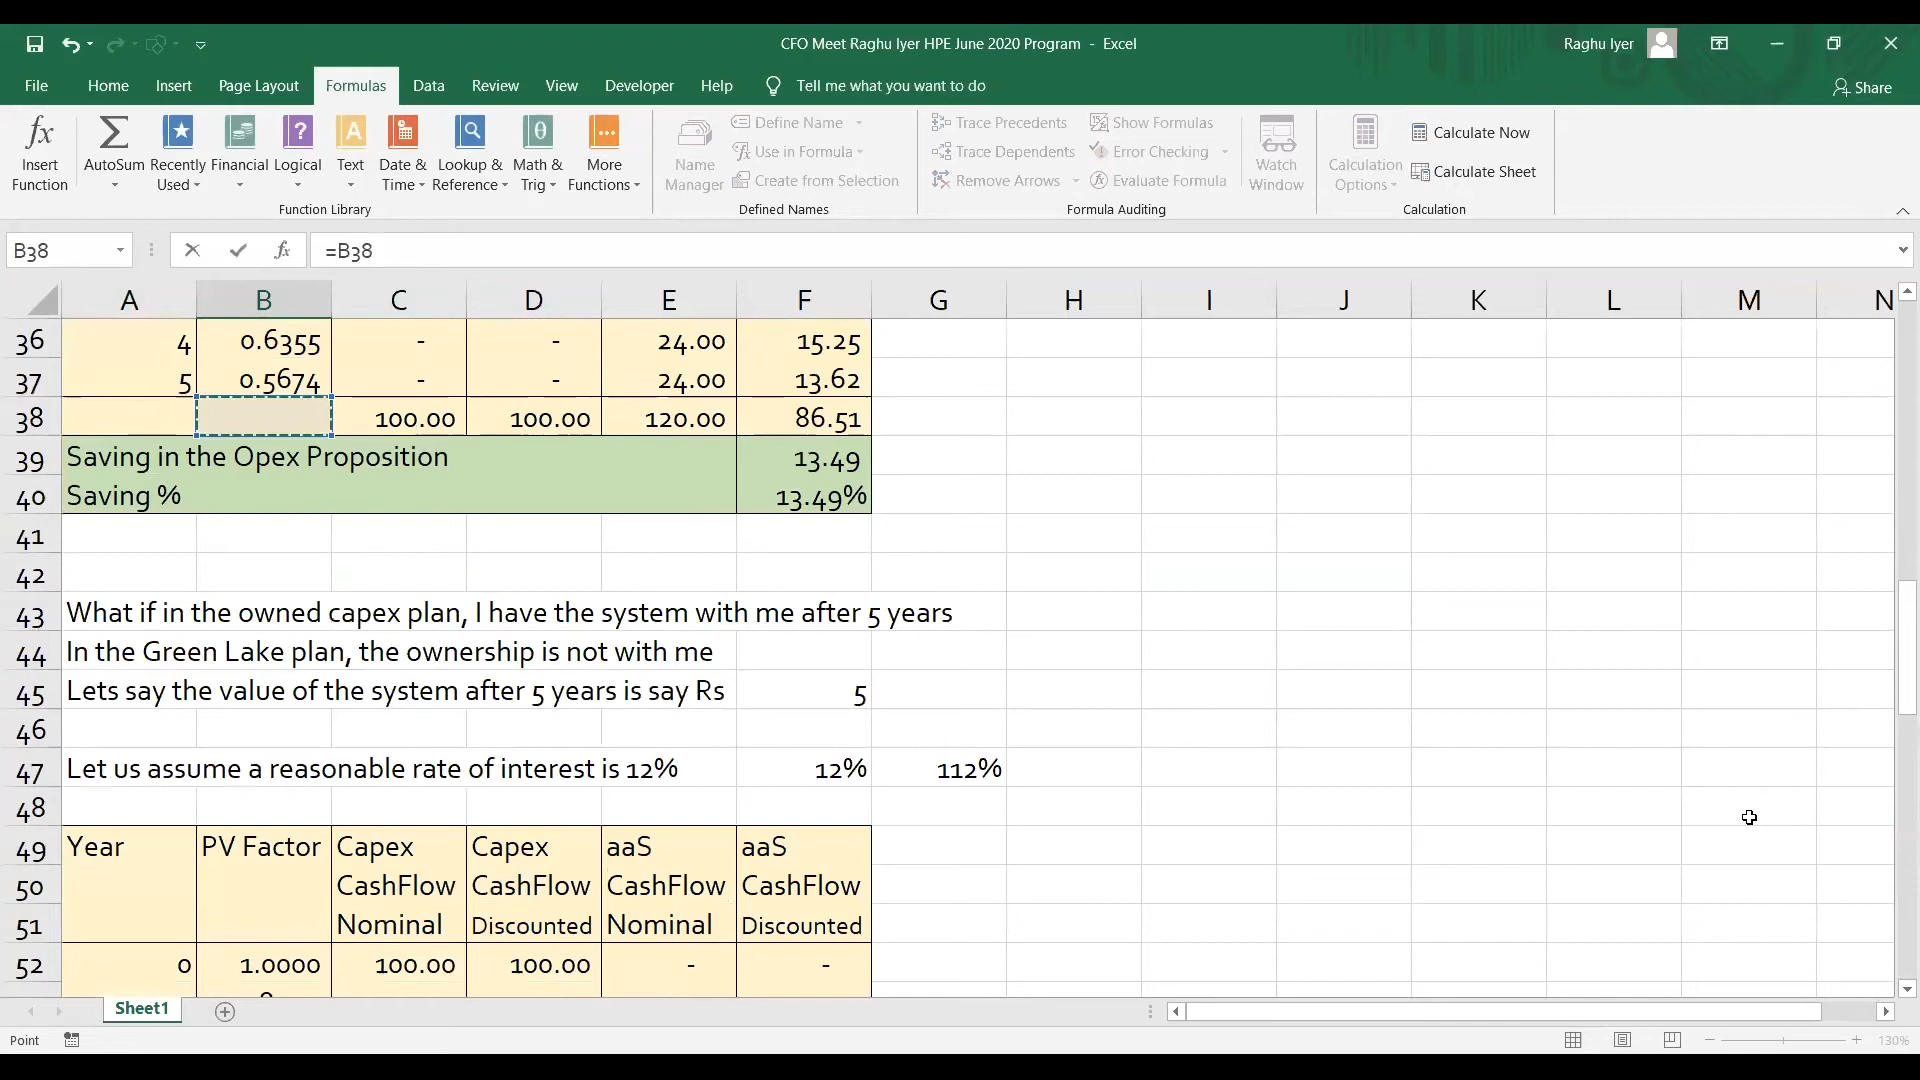 CFO Meet Raghu Iyer HPE June 2020 Program - Excel
Raghu Iyer
File Home Insert Page Layout Formulas Data Review View Developer Help Tell me what you want to do
Share
Insert Function
AutoSum
Recently Used
Financial
Logical
Text
Date & Time
Lookup & Reference
Math & Trig
More Functions
Function Library
Name Manager
Define Name
Use in Formula
Create from Selection
Defined Names
Trace Precedents
Trace Dependents
Remove Arrows
Show Formulas
Error Checking
Evaluate Formula
Formula Auditing
Watch Window
Calculation Options
Calculate Now
Calculate Sheet
Calculation
B38 fx =B38
A B C D E F G H I J K L M N
36 4 0.6355 - - 24.00 15.25
37 5 0.5674 - - 24.00 13.62
38 100.00 100.00 120.00 86.51
39 Saving in the Opex Proposition 13.49
40 Saving % 13.49%
41
42
43 What if in the owned capex plan, I have the system with me after 5 years
44 In the Green Lake plan, the ownership is not with me
45 Lets say the value of the system after 5 years is say Rs 5
46
47 Let us assume a reasonable rate of interest is 12% 12% 112%
48
49 Year PV Factor Capex Capex aaS aaS
50 CashFlow CashFlow CashFlow CashFlow
51 Nominal Discounted Nominal Discounted
52 0 1.0000 100.00 100.00 - -
Sheet1
Point
130%